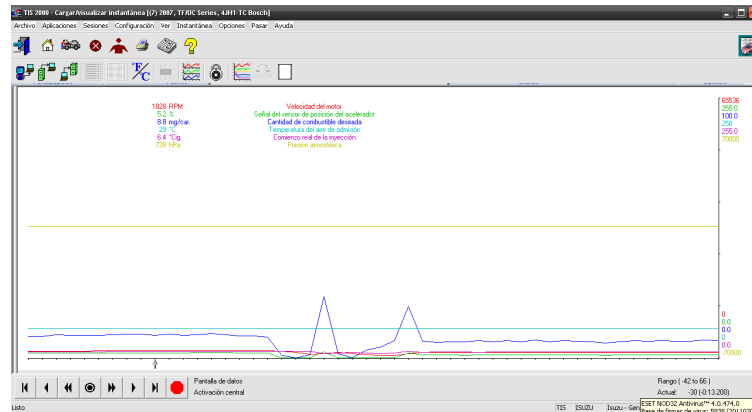 TIS 2000 - Cargar/visualizar instantánea [(7) 2007, TF/UC Series, 4JH1-TC Bosch]
Archivo Aplicaciones Sesiones Configuración Ver Instantánea Opciones Pasar Ayuda
°F/C
1828 RPM Velocidad del motor
5.2 % Señal del sensor de posición del acelerador
8.8 mg/car. Cantidad de combustible deseada
29 °C Temperatura del aire de admisión
6.4 °Cig. Comienzo real de la inyección
728 hPa Presión atmosférica
65536
255.0
100.0
250
255.0
70000
0
0.0
0.0
0
0.0
-70000
Pantalla de datos
Activación central
Rango (-42 to 66 )
Actual: -30 (-0:13.200)
Listo
TIS ISUZU Isuzu - Gen
ESET NOD32 Antivirus™ 4.0.474.0